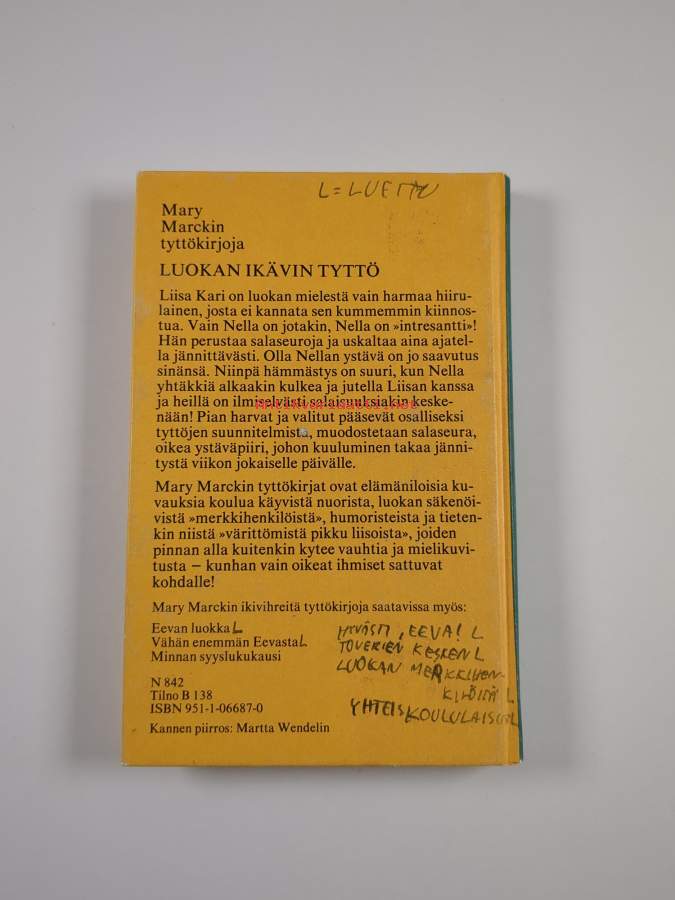 L = LUETTU
Mary
Marckin
tyttökirjoja
LUOKAN IKÄVIN TYTTÖ
Liisa Kari on luokan mielestä vain harmaa hiiru-
lainen, josta ei kannata sen kummemmin kiinnos-
tua. Vain Nella on jotakin, Nella on »intresantti»!
Hän perustaa salaseuroja ja uskaltaa aina ajatel-
la jännittävästi. Olla Nellan ystävä on jo saavutus
sinänsä. Niinpä hämmästys on suuri, kun Nella
yhtäkkiä alkaakin kulkea ja jutella Liisan kanssa
ja heillä on ilmiselvästi salaisuuksiakin keske-
Antikvariaatti.net
nään! Pian harvat ja valitut pääsevät osalliseksi
tyttöjen suunnitelmista, muodostetaan salaseura,
oikea ystäväpiiri, johon kuuluminen takaa jänni-
tystä viikon jokaiselle päivälle.
Mary Marckin tyttökirjat ovat elämäniloisia ku-
vauksia koulua käyvistä nuorista, luokan säkenöi-
vistä »merkkihenkilöistä», humoristeista ja tieten-
kin niistä »värittömistä pikku liisoista», joiden
pinnan alla kuitenkin kytee vauhtia ja mielikuvi-
tusta – kunhan vain oikeat ihmiset sattuvat
kohdalle!
Mary Marckin ikivihreitä tyttökirjoja saatavissa myös:
Eevan luokka L
Vähän enemmän Eevasta L
Minnan syyslukukausi
HYVÄSTI, EEVA! L
TOVERIEN KESKEN L
LUOKAN MERKKIHEN-
KILÖITÄ L
YHTEISKOULULAISIA L
N 842
Tilno B 138
ISBN 951-1-06687-0
Kannen piirros: Martta Wendelin